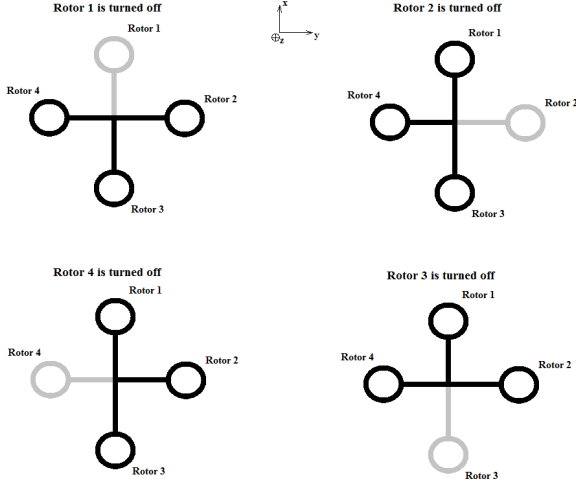 Rotor 1 is turned off
Rotor 1
Rotor 4
Rotor 2
Rotor 3
x
y
z
Rotor 2 is turned off
Rotor 1
Rotor 4
Rotor 2
Rotor 3
Rotor 4 is turned off
Rotor 1
Rotor 4
Rotor 2
Rotor 3
Rotor 3 is turned off
Rotor 1
Rotor 4
Rotor 2
Rotor 3